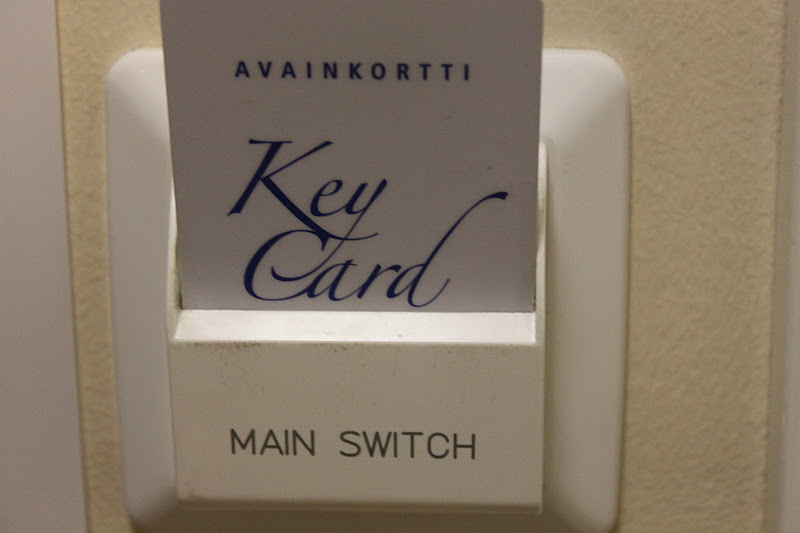 AVAINKORTTI
Key
Card
MAIN SWITCH